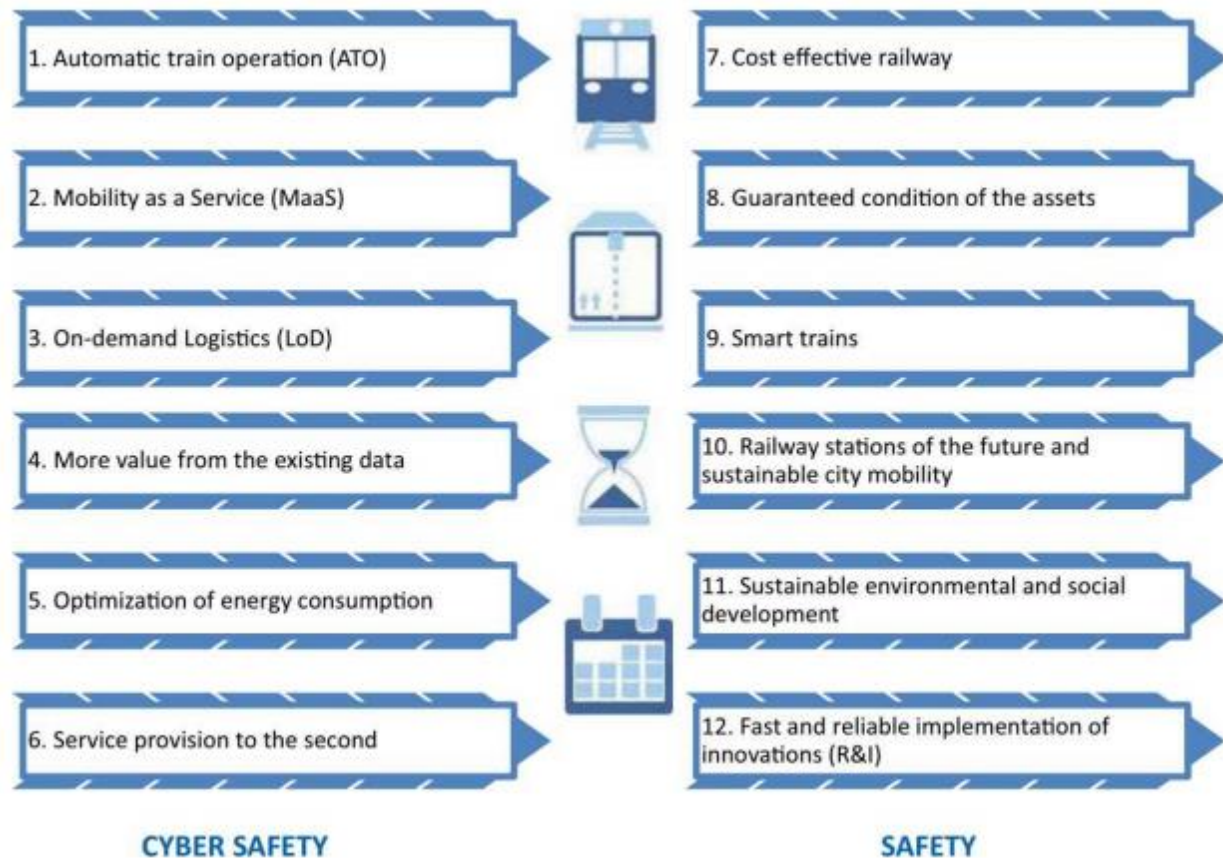 1. Automatic train operation (ATO)
2. Mobility as a Service (MaaS)
3. On-demand Logistics (LoD)
4. More value from the existing data
5. Optimization of energy consumption
6. Service provision to the second
CYBER SAFETY
7. Cost effective railway
8. Guaranteed condition of the assets
9. Smart trains
10. Railway stations of the future and
sustainable city mobility
11. Sustainable environmental and social
development
12. Fast and reliable implementation of
innovations (R&I)
SAFETY